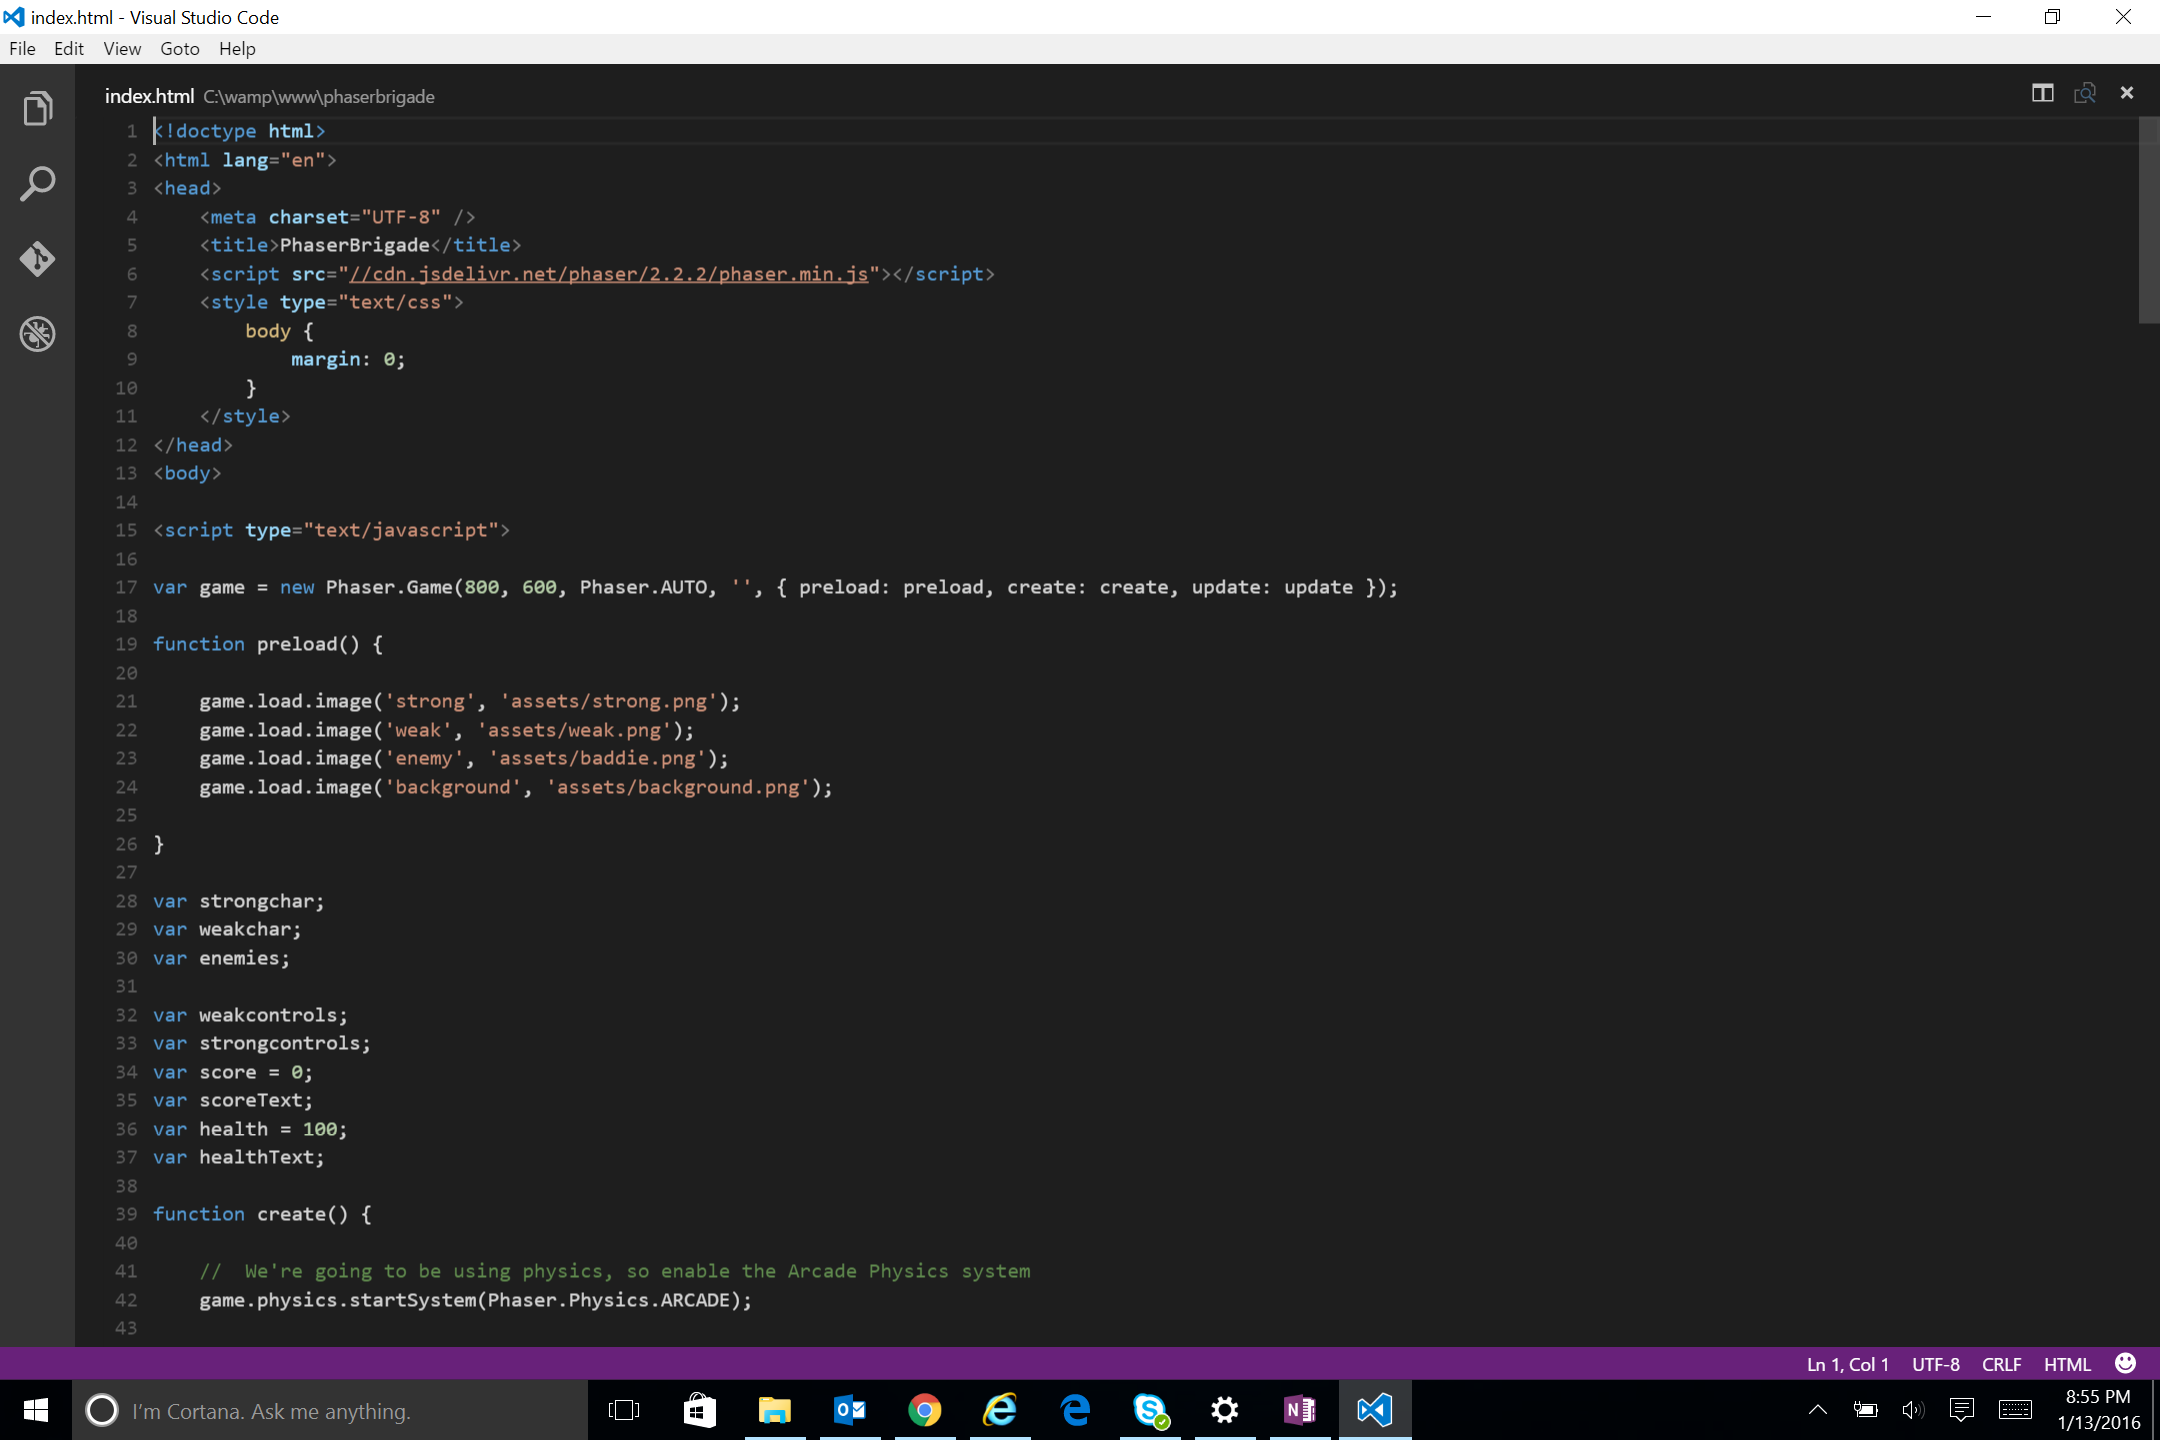 index.html - Visual Studio Code
File Edit View Goto Help
index.html C:\wamp\www\phaserbrigade
1 <!doctype html>
2 <html lang="en">
3 <head>
4     <meta charset="UTF-8" />
5     <title>PhaserBrigade</title>
6     <script src="//cdn.jsdelivr.net/phaser/2.2.2/phaser.min.js"></script>
7     <style type="text/css">
8         body {
9             margin: 0;
10         }
11     </style>
12 </head>
13 <body>
14
15 <script type="text/javascript">
16
17 var game = new Phaser.Game(800, 600, Phaser.AUTO, '', { preload: preload, create: create, update: update });
18
19 function preload() {
20
21     game.load.image('strong', 'assets/strong.png');
22     game.load.image('weak', 'assets/weak.png');
23     game.load.image('enemy', 'assets/baddie.png');
24     game.load.image('background', 'assets/background.png');
25
26 }
27
28 var strongchar;
29 var weakchar;
30 var enemies;
31
32 var weakcontrols;
33 var strongcontrols;
34 var score = 0;
35 var scoreText;
36 var health = 100;
37 var healthText;
38
39 function create() {
40
41     //  We're going to be using physics, so enable the Arcade Physics system
42     game.physics.startSystem(Phaser.Physics.ARCADE);
43
Ln 1, Col 1 UTF-8 CRLF HTML
I'm Cortana. Ask me anything.
8:55 PM
1/13/2016